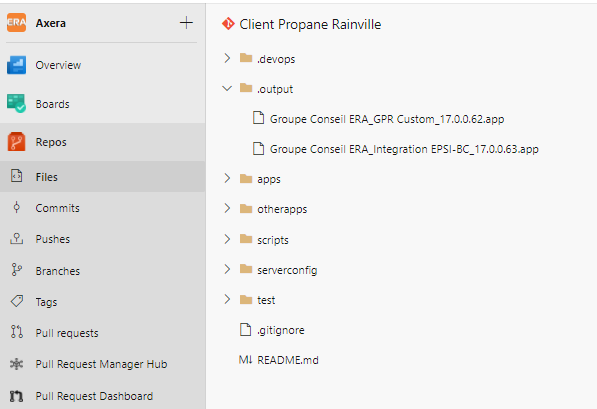 ERA Axera
Overview
Boards
Repos
Files
Commits
Pushes
Branches
Tags
Pull requests
Pull Request Manager Hub
Pull Request Dashboard
Client Propane Rainville
.devops
.output
Groupe Conseil ERA_GPR Custom_17.0.0.62.app
Groupe Conseil ERA_Integration EPSI-BC_17.0.0.63.app
apps
otherapps
scripts
serverconfig
test
.gitignore
M↓ README.md